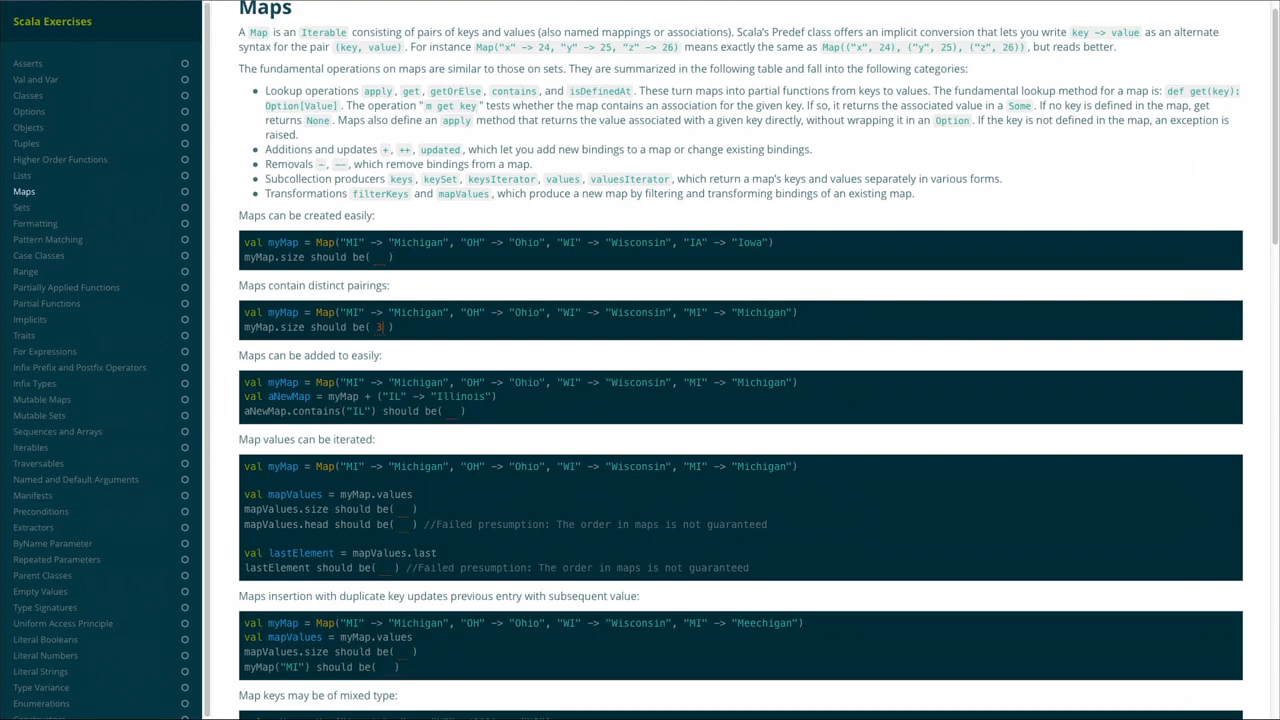 Scala Exercises
Asserts
Val and Var
Classes
Options
Objects
Tuples
Higher Order Functions
Lists
Maps
Sets
Formatting
Pattern Matching
Case Classes
Range
Partially Applied Functions
Partial Functions
Implicits
Traits
For Expressions
Infix Prefix and Postfix Operators
Infix Types
Mutable Maps
Mutable Sets
Sequences and Arrays
Iterables
Traversables
Named and Default Arguments
Manifests
Preconditions
Extractors
ByName Parameter
Repeated Parameters
Parent Classes
Empty Values
Type Signatures
Uniform Access Principle
Literal Booleans
Literal Numbers
Literal Strings
Type Variance
Enumerations
Constructors
Maps
A Map is an Iterable consisting of pairs of keys and values (also named mappings or associations). Scala's Predef class offers an implicit conversion that lets you write key -> value as an alternate
syntax for the pair (key, value). For instance Map("x" -> 24, "y" -> 25, "z" -> 26) means exactly the same as Map(("x", 24), ("y", 25), ("z", 26)), but reads better.
The fundamental operations on maps are similar to those on sets. They are summarized in the following table and fall into the following categories:
• Lookup operations apply, get, getOrElse, contains, and isDefinedAt. These turn maps into partial functions from keys to values. The fundamental lookup method for a map is: def get(key):
Option[Value]. The operation "m get key" tests whether the map contains an association for the given key. If so, it returns the associated value in a Some. If no key is defined in the map, get
returns None. Maps also define an apply method that returns the value associated with a given key directly, without wrapping it in an Option. If the key is not defined in the map, an exception is
raised.
• Additions and updates +, ++, updated, which let you add new bindings to a map or change existing bindings.
• Removals -, --, which remove bindings from a map.
• Subcollection producers keys, keySet, keysIterator, values, valuesIterator, which return a map's keys and values separately in various forms.
• Transformations filterKeys and mapValues, which produce a new map by filtering and transforming bindings of an existing map.
Maps can be created easily:
val myMap = Map("MI" -> "Michigan", "OH" -> "Ohio", "WI" -> "Wisconsin", "IA" -> "Iowa")
myMap.size should be( __ )
Maps contain distinct pairings:
val myMap = Map("MI" -> "Michigan", "OH" -> "Ohio", "WI" -> "Wisconsin", "MI" -> "Michigan")
myMap.size should be( 3 )
Maps can be added to easily:
val myMap = Map("MI" -> "Michigan", "OH" -> "Ohio", "WI" -> "Wisconsin", "MI" -> "Michigan")
val aNewMap = myMap + ("IL" -> "Illinois")
aNewMap.contains("IL") should be( __ )
Map values can be iterated:
val myMap = Map("MI" -> "Michigan", "OH" -> "Ohio", "WI" -> "Wisconsin", "MI" -> "Michigan")
val mapValues = myMap.values
mapValues.size should be( __ )
mapValues.head should be( __ ) //Failed presumption: The order in maps is not guaranteed
val lastElement = mapValues.last
lastElement should be( __ ) //Failed presumption: The order in maps is not guaranteed
Maps insertion with duplicate key updates previous entry with subsequent value:
val myMap = Map("MI" -> "Michigan", "OH" -> "Ohio", "WI" -> "Wisconsin", "MI" -> "Meechigan")
val mapValues = myMap.values
mapValues.size should be( __ )
myMap("MI") should be( __ )
Map keys may be of mixed type: